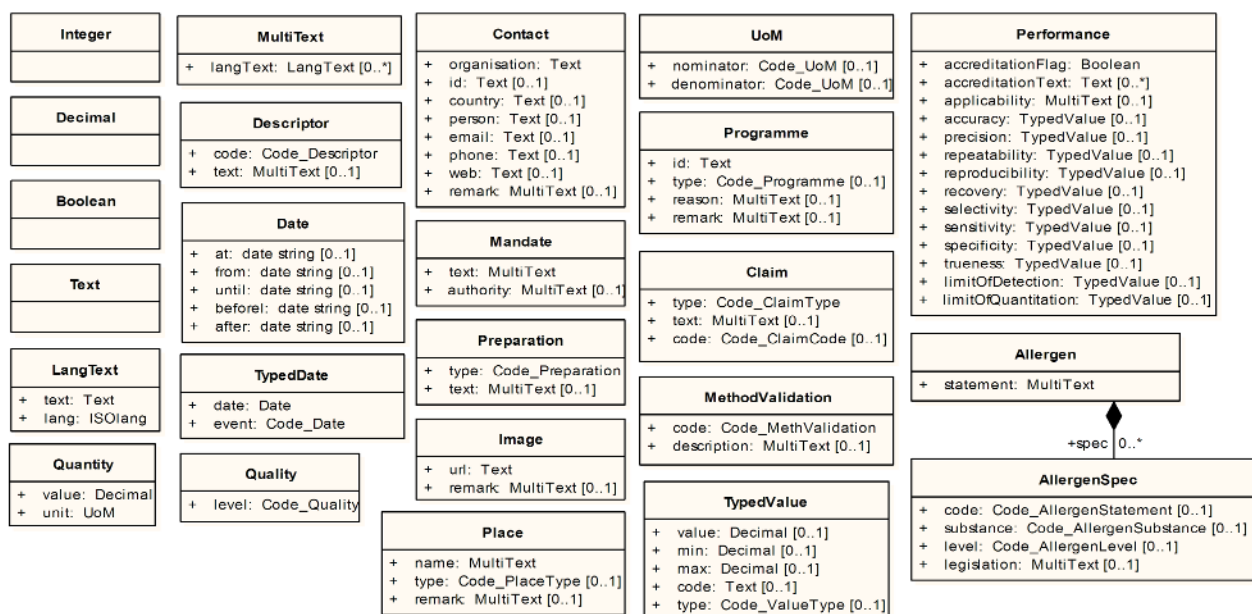 Integer
Decimal
Boolean
Text
LangText
+ text: Text
+ lang: ISOlang
Quantity
+ value: Decimal
+ unit: UoM
MultiText
+ langText: LangText [0..*]
Descriptor
+ code: Code_Descriptor
+ text: MultiText [0..1]
Date
+ at: date string [0..1]
+ from: date string [0..1]
+ until: date string [0..1]
+ beforel: date string [0..1]
+ after: date string [0..1]
TypedDate
+ date: Date
+ event: Code_Date
Quality
+ level: Code_Quality
Contact
+ organisation: Text
+ id: Text [0..1]
+ country: Text [0..1]
+ person: Text [0..1]
+ email: Text [0..1]
+ phone: Text [0..1]
+ web: Text [0..1]
+ remark: MultiText [0..1]
Mandate
+ text: MultiText
+ authority: MultiText [0..1]
Preparation
+ type: Code_Preparation
+ text: MultiText [0..1]
Image
+ url: Text
+ remark: MultiText [0..1]
Place
+ name: MultiText
+ type: Code_PlaceType [0..1]
+ remark: MultiText [0..1]
UoM
+ nominator: Code_UoM [0..1]
+ denominator: Code_UoM [0..1]
Programme
+ id: Text
+ type: Code_Programme [0..1]
+ reason: MultiText [0..1]
+ remark: MultiText [0..1]
Claim
+ type: Code_ClaimType
+ text: MultiText [0..1]
+ code: Code_ClaimCode [0..1]
MethodValidation
+ code: Code_MethValidation
+ description: MultiText [0..1]
TypedValue
+ value: Decimal [0..1]
+ min: Decimal [0..1]
+ max: Decimal [0..1]
+ code: Text [0..1]
+ type: Code_ValueType [0..1]
Performance
+ accreditationFlag: Boolean
+ accreditationText: Text [0..*]
+ applicability: MultiText [0..1]
+ accuracy: TypedValue [0..1]
+ precision: TypedValue [0..1]
+ repeatability: TypedValue [0..1]
+ reproducibility: TypedValue [0..1]
+ recovery: TypedValue [0..1]
+ selectivity: TypedValue [0..1]
+ sensitivity: TypedValue [0..1]
+ specificity: TypedValue [0..1]
+ trueness: TypedValue [0..1]
+ limitOfDetection: TypedValue [0..1]
+ limitOfQuantitation: TypedValue [0..1]
Allergen
+ statement: MultiText
+spec 0..*
AllergenSpec
+ code: Code_AllergenStatement [0..1]
+ substance: Code_AllergenSubstance [0..1]
+ level: Code_AllergenLevel [0..1]
+ legislation: MultiText [0..1]